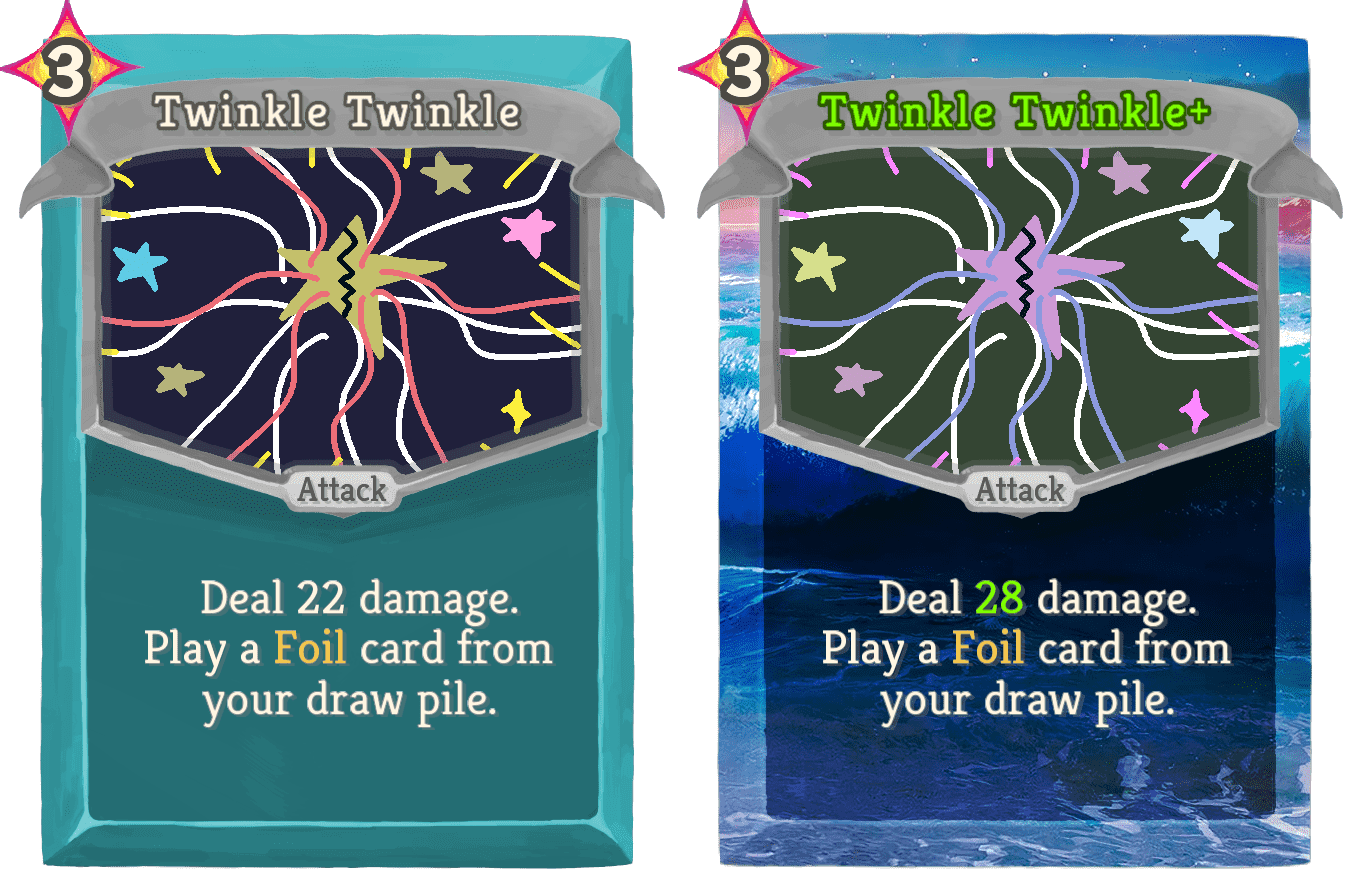 3
Twinkle Twinkle
Attack
Deal 22 damage.
Play a Foil card from
your draw pile.
3
Twinkle Twinkle+
Attack
Deal 28 damage.
Play a Foil card from
your draw pile.